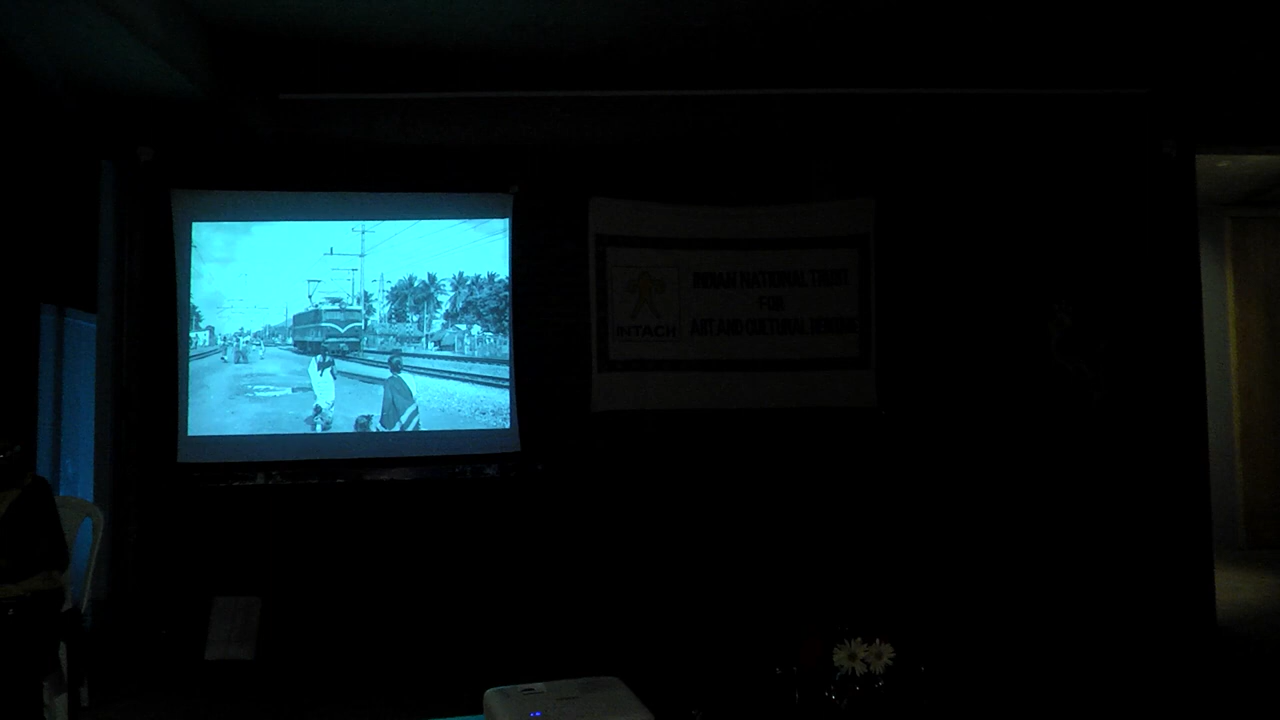 INTACH
INDIAN NATIONAL TRUST
FOR
ART AND CULTURAL HERITAGE